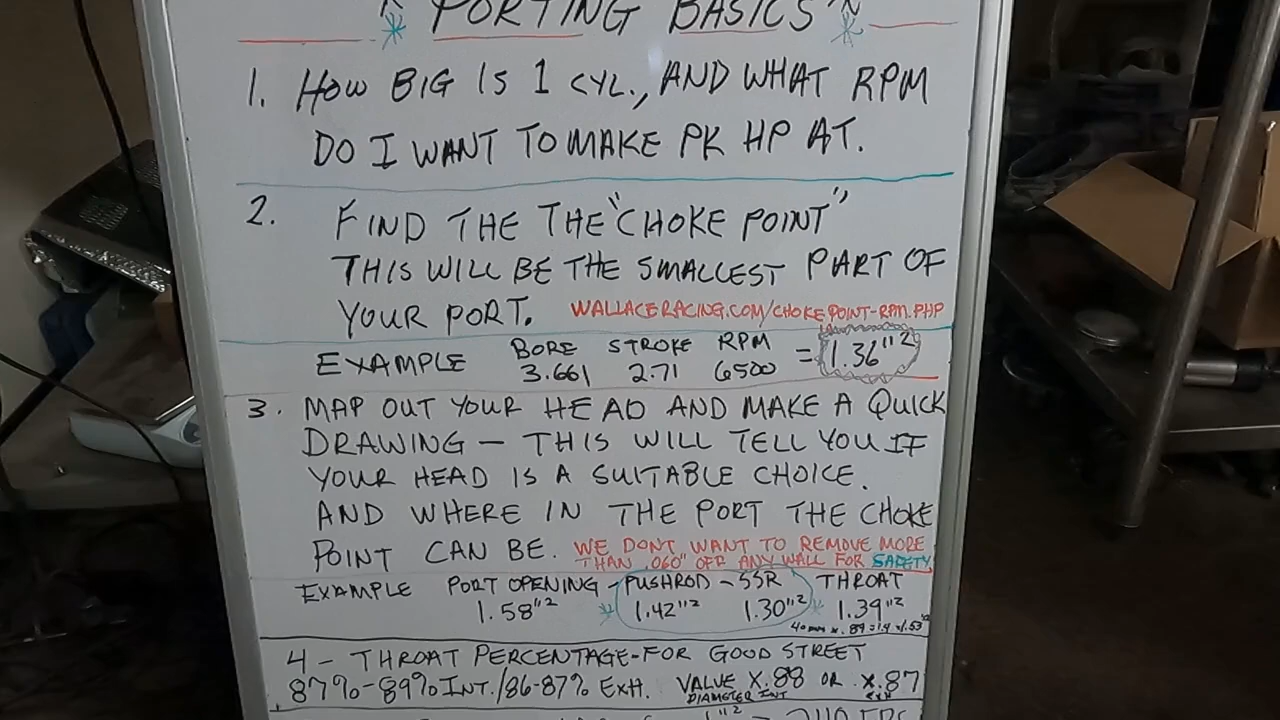 * PORTING BASICS *
1. HOW BIG IS 1 CYL., AND WHAT RPM
DO I WANT TO MAKE PK HP AT.
2. FIND THE THE "CHOKE POINT"
THIS WILL BE THE SMALLEST PART OF
YOUR PORT. WALLACERACING.COM/CHOKEPOINT-RPM.PHP
EXAMPLE BORE STROKE RPM
3.661 2.71 6500 = 1.36"²
3. MAP OUT YOUR HEAD AND MAKE A QUICK
DRAWING — THIS WILL TELL YOU IF
YOUR HEAD IS A SUITABLE CHOICE.
AND WHERE IN THE PORT THE CHOKE
POINT CAN BE. WE DONT WANT TO REMOVE MORE
THAN .060" OFF ANY WALL FOR SAFETY
EXAMPLE PORT OPENING - PUSHROD - SSR THROAT
1.58"² * 1.42"² 1.30"² * 1.39"²
40mm x .89 = 1.4
4 - THROAT PERCENTAGE - FOR GOOD STREET
87%-89% INT./86-87% EXH. VALVE X.88 OR X.87
DIAMETER INT EXH